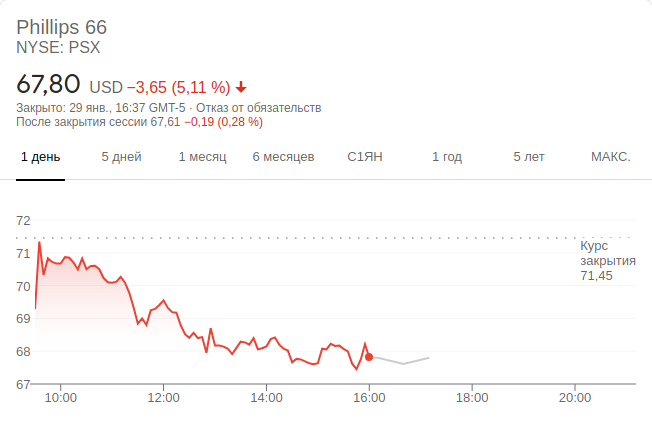 Phillips 66
NYSE: PSX
67,80 USD −3,65 (5,11 %)
Закрыто: 29 янв., 16:37 GMT-5 · Отказ от обязательств
После закрытия сессии 67,61 −0,19 (0,28 %)
1 день 5 дней 1 месяц 6 месяцев С1ЯН 1 год 5 лет МАКС.
72
Курс
закрытия
71,45
71
70
69
68
67
10:00 12:00 14:00 16:00 18:00 20:00